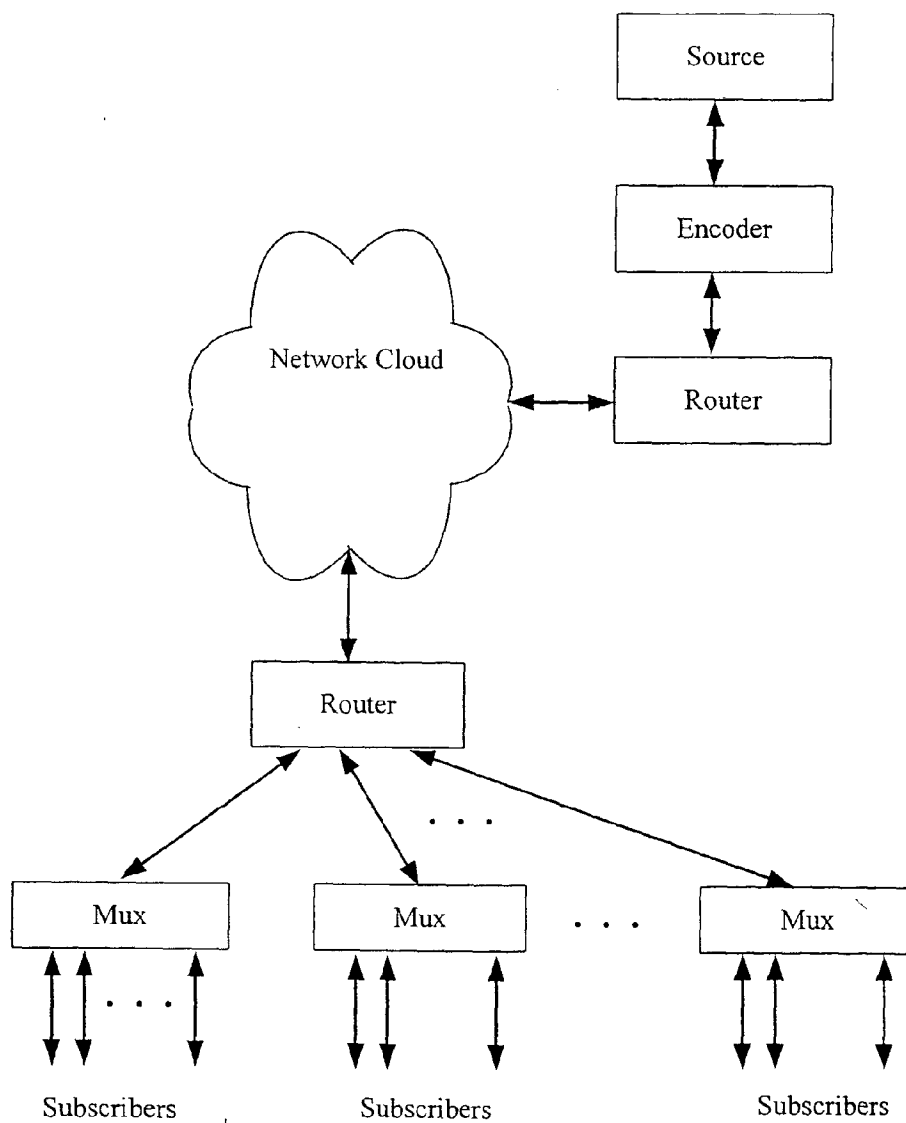 Source
Encoder
Network Cloud
Router
Router
. . .
Mux
Mux
. . .
Mux
. . .
Subscribers
Subscribers
Subscribers